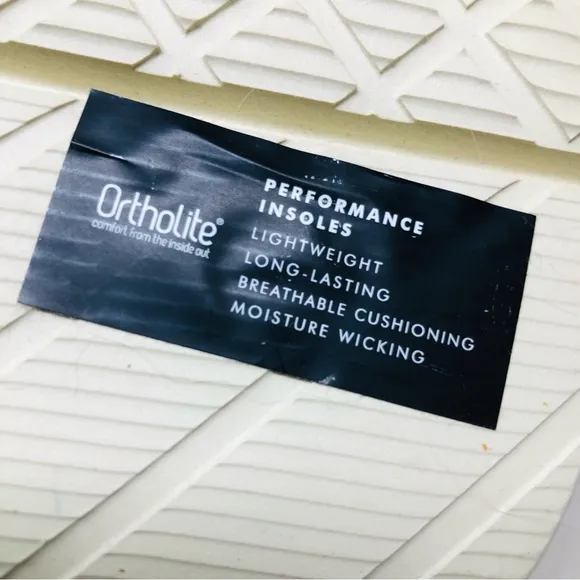 Ortholite®
comfort from the inside out
PERFORMANCE
INSOLES
LIGHTWEIGHT
LONG-LASTING
BREATHABLE CUSHIONING
MOISTURE WICKING